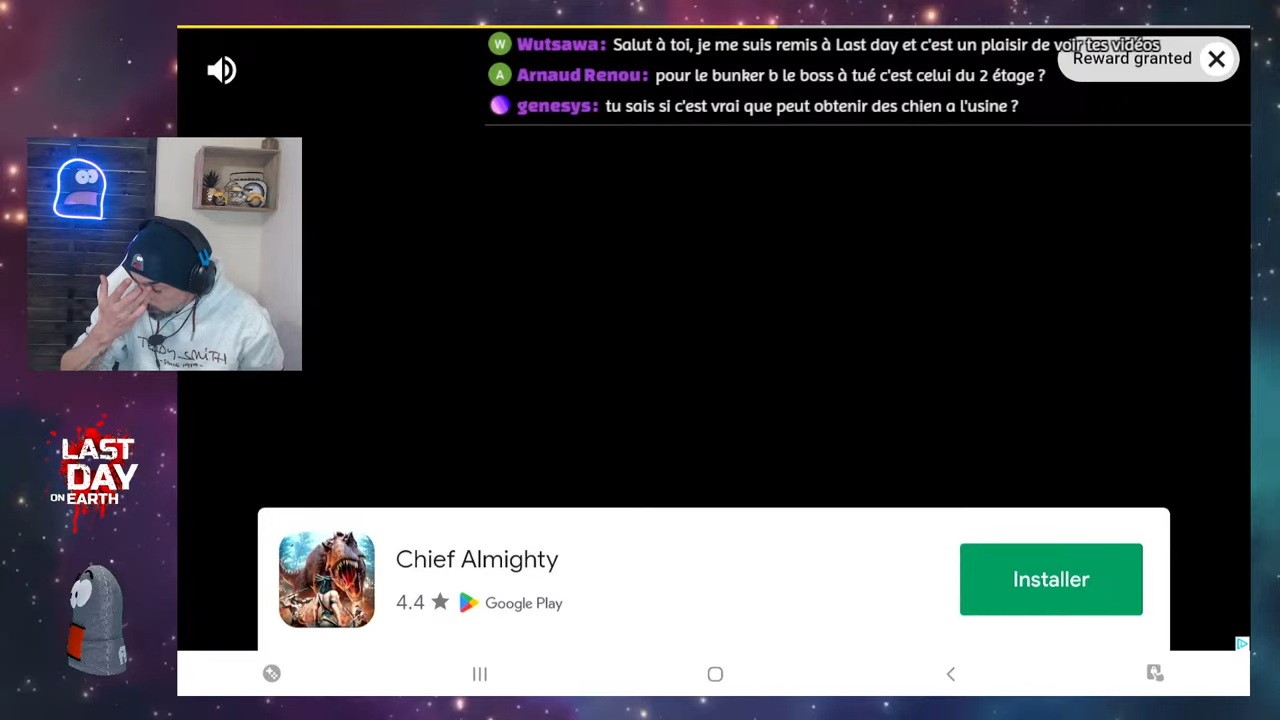 Wutsawa: Salut à toi, je me suis remis à Last day et c'est un plaisir de voir tes vidéos
Reward granted
Arnaud Renou: pour le bunker b le boss à tué c'est celui du 2 étage ?
genesys: tu sais si c'est vrai que peut obtenir des chien a l'usine ?
TEDDY SMITH
LAST
DAY
ON EARTH
Chief Almighty
4.4 ★ Google Play
Installer